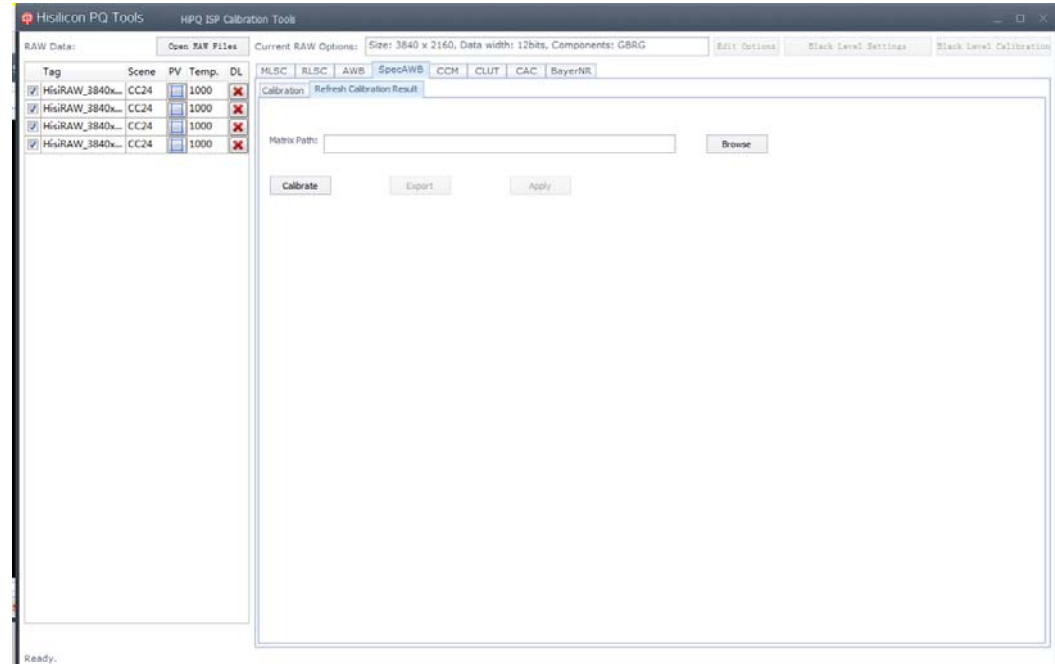 Hisilicon PQ Tools HiPQ ISP Calibration Tools
RAW Data: Open RAW Files Current RAW Options: Size: 3840 x 2160, Data width: 12bits, Components: GBRG Edit Options Black Level Settings Black Level Calibration
Tag Scene PV Temp. DL
HisiRAW_3840x... CC24 1000
HisiRAW_3840x... CC24 1000
HisiRAW_3840x... CC24 1000
HisiRAW_3840x... CC24 1000
MLSC RLSC AWB SpecAWB CCM CLUT CAC BayerNR
Calibration Refresh Calibration Result
Matrix Path: Browse
Calibrate Export Apply
Ready.